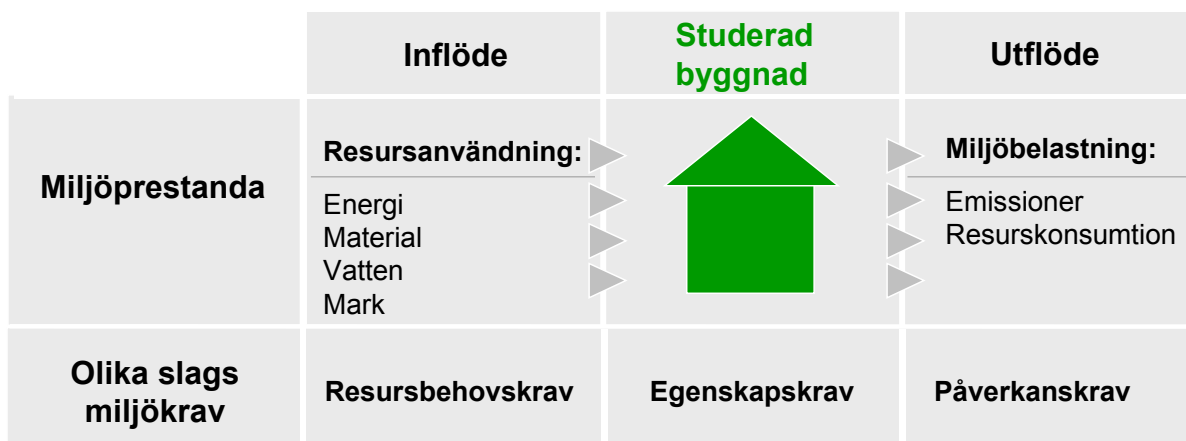 Inflöde
Studerad
byggnad
Utflöde
Miljöprestanda
Resursanvändning:
Energi
Material
Vatten
Mark
Miljöbelastning:
Emissioner
Resurskonsumtion
Olika slags
miljökrav
Resursbehovskrav
Egenskapskrav
Påverkanskrav